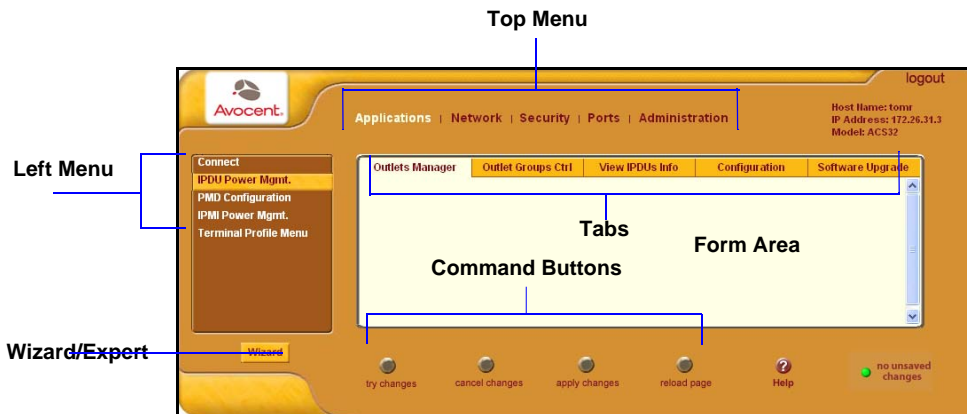 Top Menu
logout
Avocent.
Applications | Network | Security | Ports | Administration
Host Name: tomr
IP Address: 172.26.31.3
Model: ACS32
Left Menu
Connect
IPDU Power Mgmt.
PMD Configuration
IPMI Power Mgmt.
Terminal Profile Menu
Outlets Manager
Outlet Groups Ctrl
View IPDUs Info
Configuration
Software Upgrade
Tabs
Form Area
Command Buttons
Wizard/Expert
Wizard
try changes
cancel changes
apply changes
reload page
?
Help
no unsaved
changes